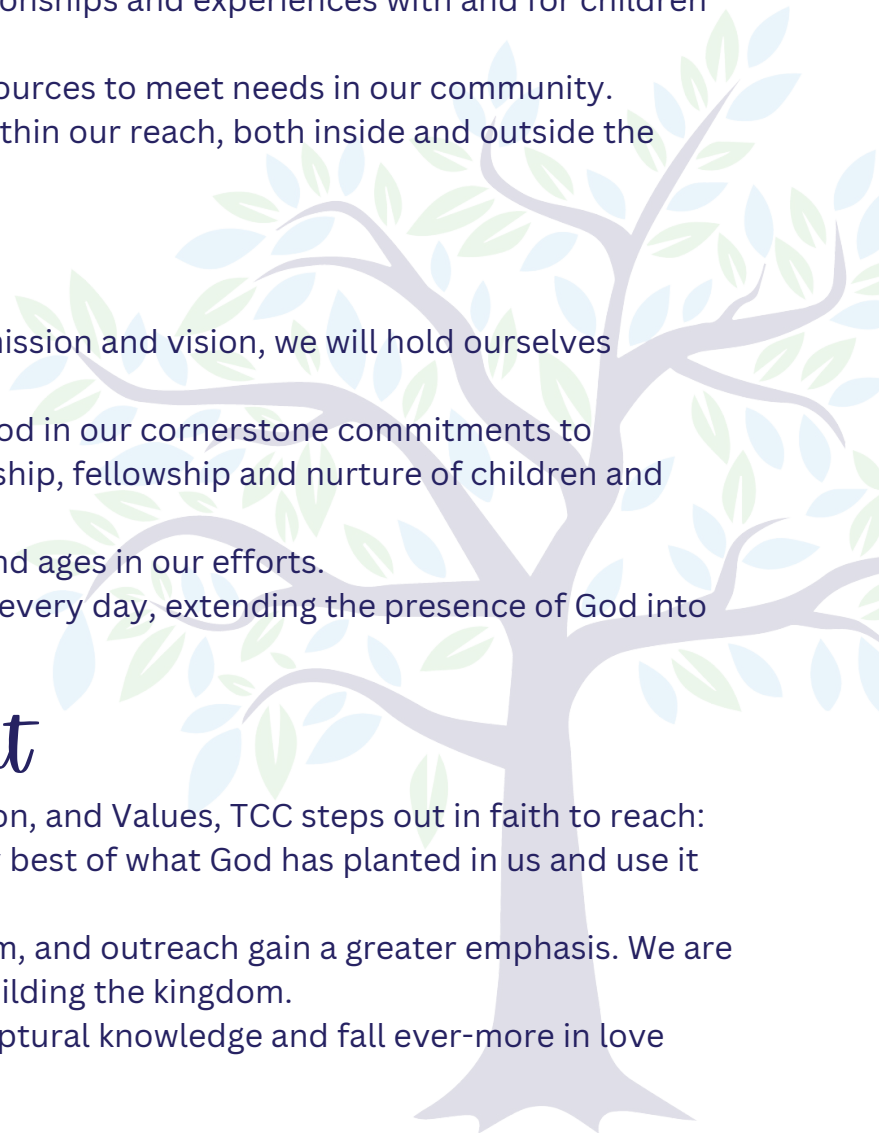 onships and experiences with and for children
ources to meet needs in our community.
thin our reach, both inside and outside the
ission and vision, we will hold ourselves
od in our cornerstone commitments to
ship, fellowship and nurture of children and
nd ages in our efforts.
every day, extending the presence of God into
t
on, and Values, TCC steps out in faith to reach:
best of what God has planted in us and use it
m, and outreach gain a greater emphasis. We are
ilding the kingdom.
ptural knowledge and fall ever-more in love